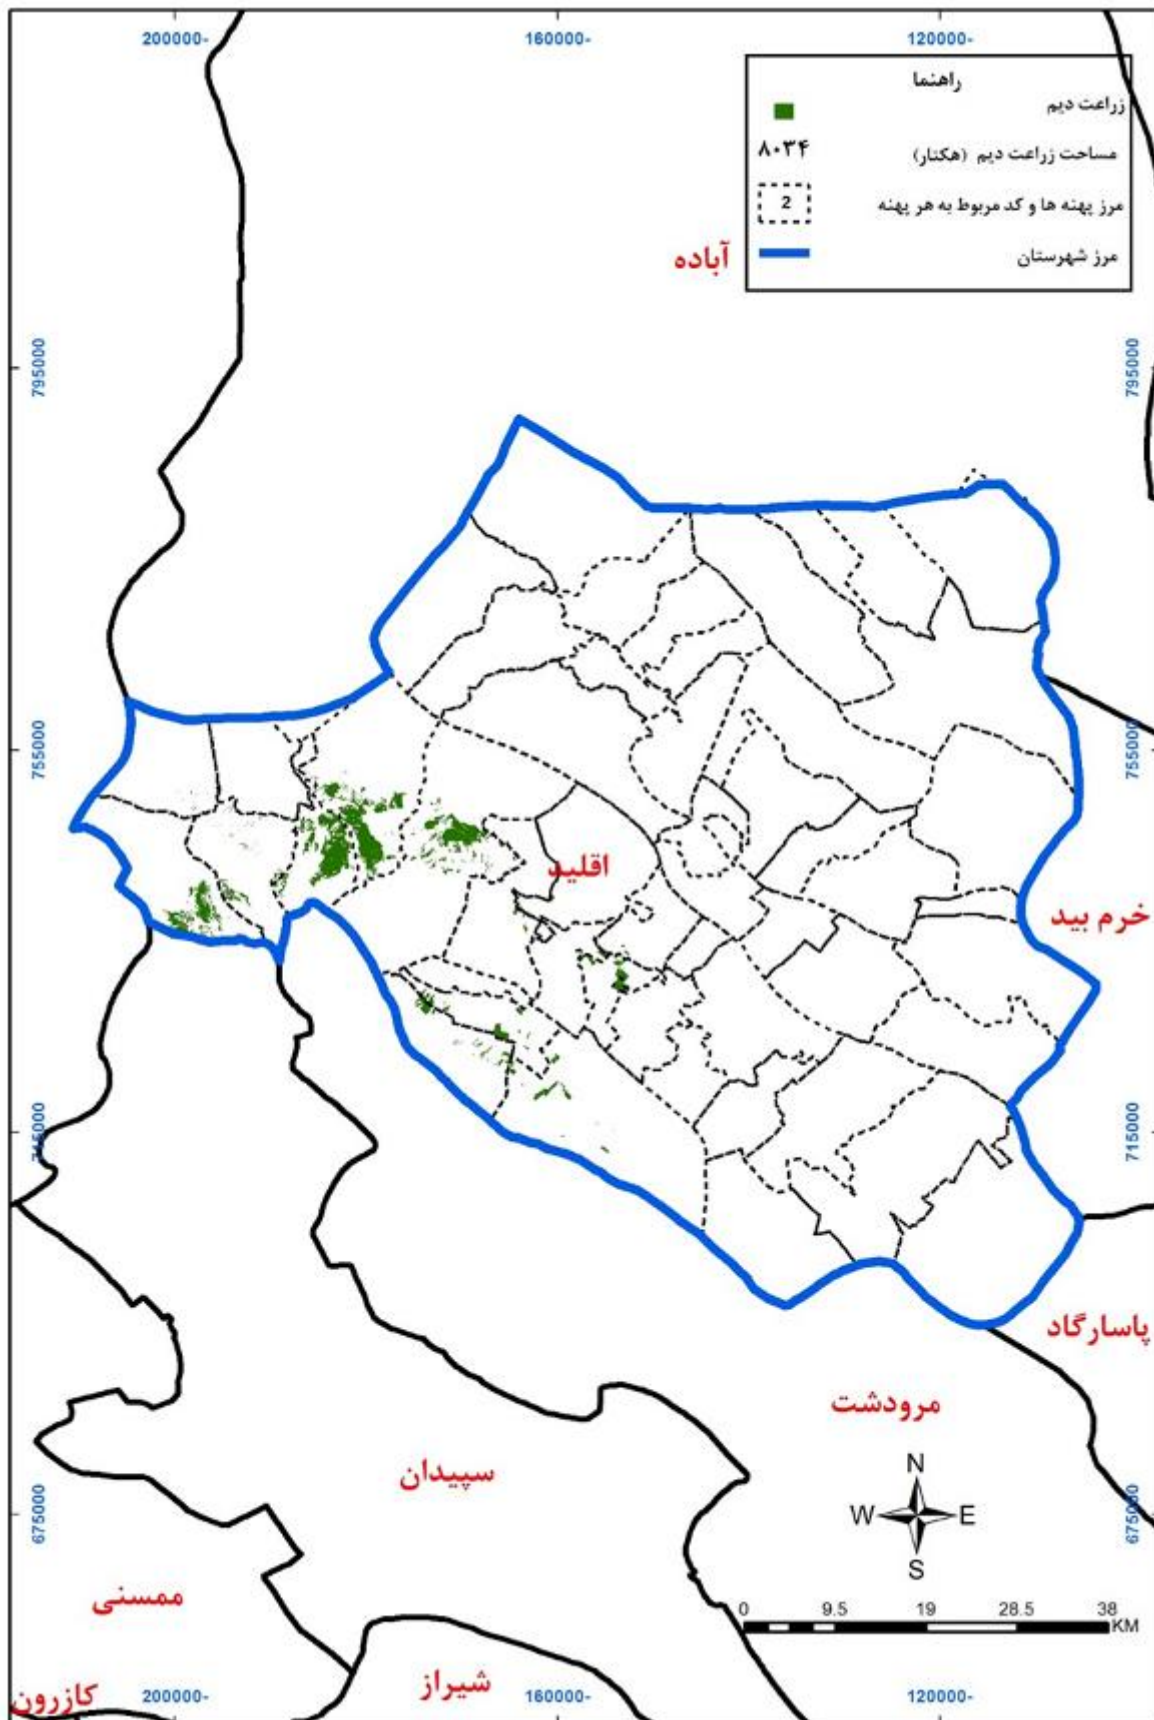 200000-
160000-
120000-
راهنما
زراعت دیم
مساحت زراعت دیم (هکتار) ۸۰۳۴
مرز پهنه ها و کد مربوط به هر پهنه 2
مرز شهرستان
آباده
795000
795000
755000
755000
اقلید
خرم بید
715000
715000
پاسارگاد
مرودشت
سپیدان
N
W
E
S
675000
675000
ممسنی
0
9.5
19
28.5
38
KM
شیراز
کازرون
200000-
160000-
120000-